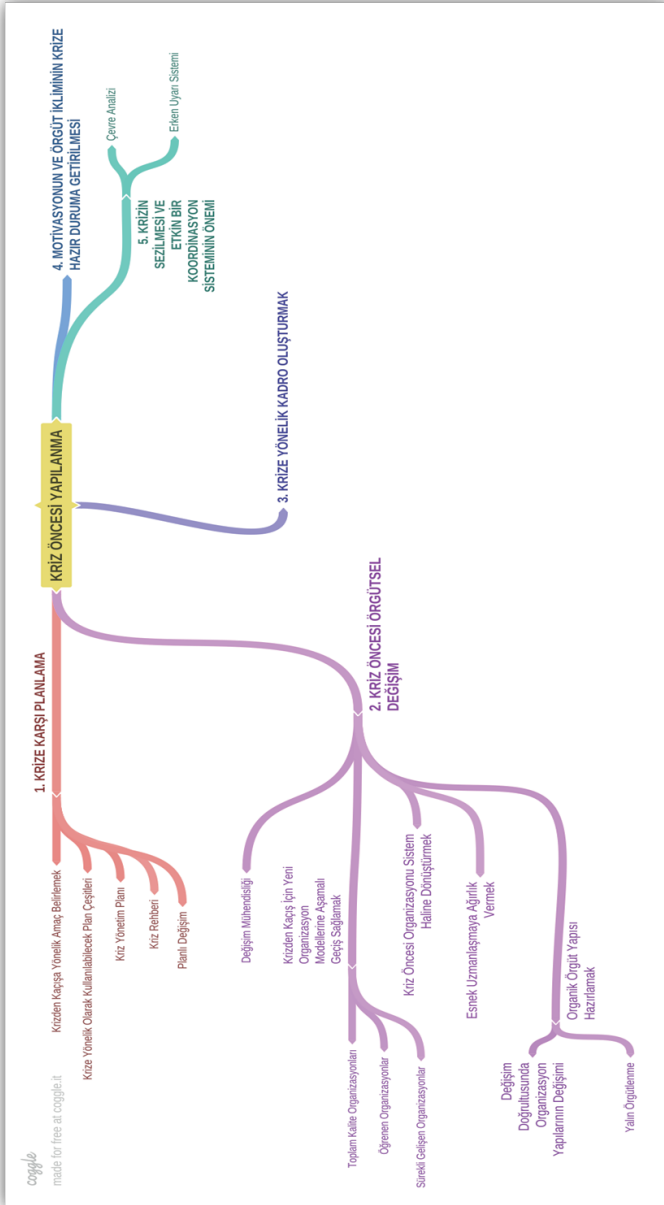 coggle
made for free at coggle.it
KRİZ ÖNCESİ YAPILANMA
1. KRİZE KARŞI PLANLAMA
Krizden Kaçışa Yönelik Amaç Belirlemek
Krize Yönelik Olarak Kullanılabilecek Plan Çeşitleri
Kriz Yönetim Planı
Kriz Rehberi
Planlı Değişim
2. KRİZ ÖNCESİ ÖRGÜTSEL
DEĞİŞİM
Değişim Mühendisliği
Krizden Kaçış İçin Yeni
Organizasyon
Modellerine Aşamalı
Geçiş Sağlamak
Toplam Kalite Organizasyonları
Öğrenen Organizasyonlar
Sürekli Gelişen Organizasyonlar
Kriz Öncesi Organizasyonu Sistem
Haline Dönüştürmek
Esnek Uzmanlaşmaya Ağırlık
Vermek
Organik Örgüt Yapısı
Hazırlamak
Değişim
Doğrultusunda
Organizasyon
Yapılarının Değişimi
Yalın Örgütlenme
3. KRİZE YÖNELİK KADRO OLUŞTURMAK
4. MOTİVASYONUN VE ÖRGÜT İKLİMİNİN KRİZE
HAZIR DURUMA GETİRİLMESİ
5. KRİZİN
SEZİLMESİ VE
ETKİN BİR
KOORDİNASYON
SİSTEMİNİN ÖNEMİ
Çevre Analizi
Erken Uyarı Sistemi